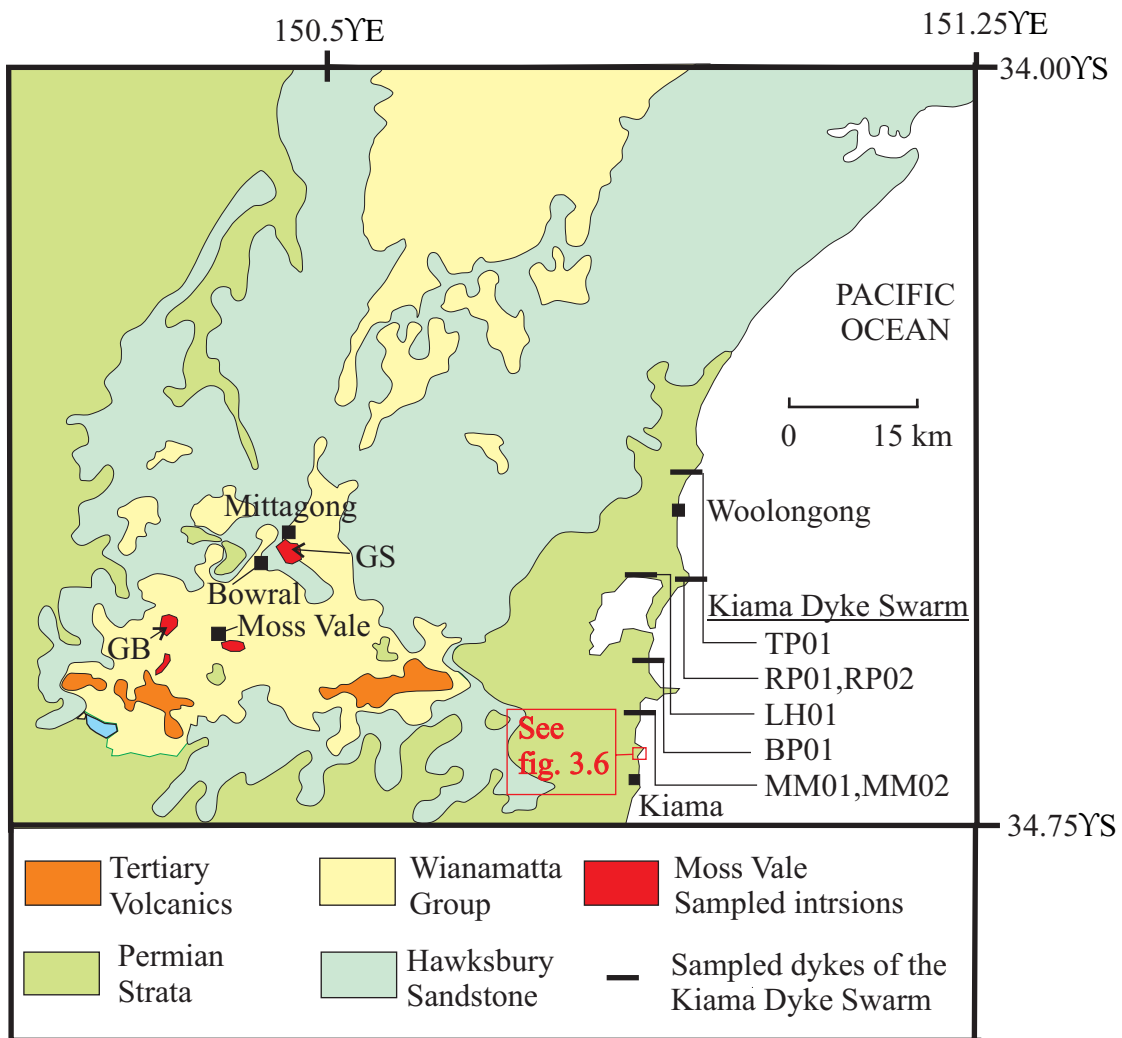 150.5ϒE
151.25ϒE
34.00ϒS
PACIFIC
OCEAN
0 15 km
Mittagong
GS
Woolongong
Bowral
Kiama Dyke Swarm
GB
Moss Vale
TP01
RP01,RP02
LH01
BP01
MM01,MM02
See
fig. 3.6
Kiama
34.75ϒS
Tertiary
Volcanics
Wianamatta
Group
Moss Vale
Sampled intrsions
Permian
Strata
Hawksbury
Sandstone
Sampled dykes of the
Kiama Dyke Swarm